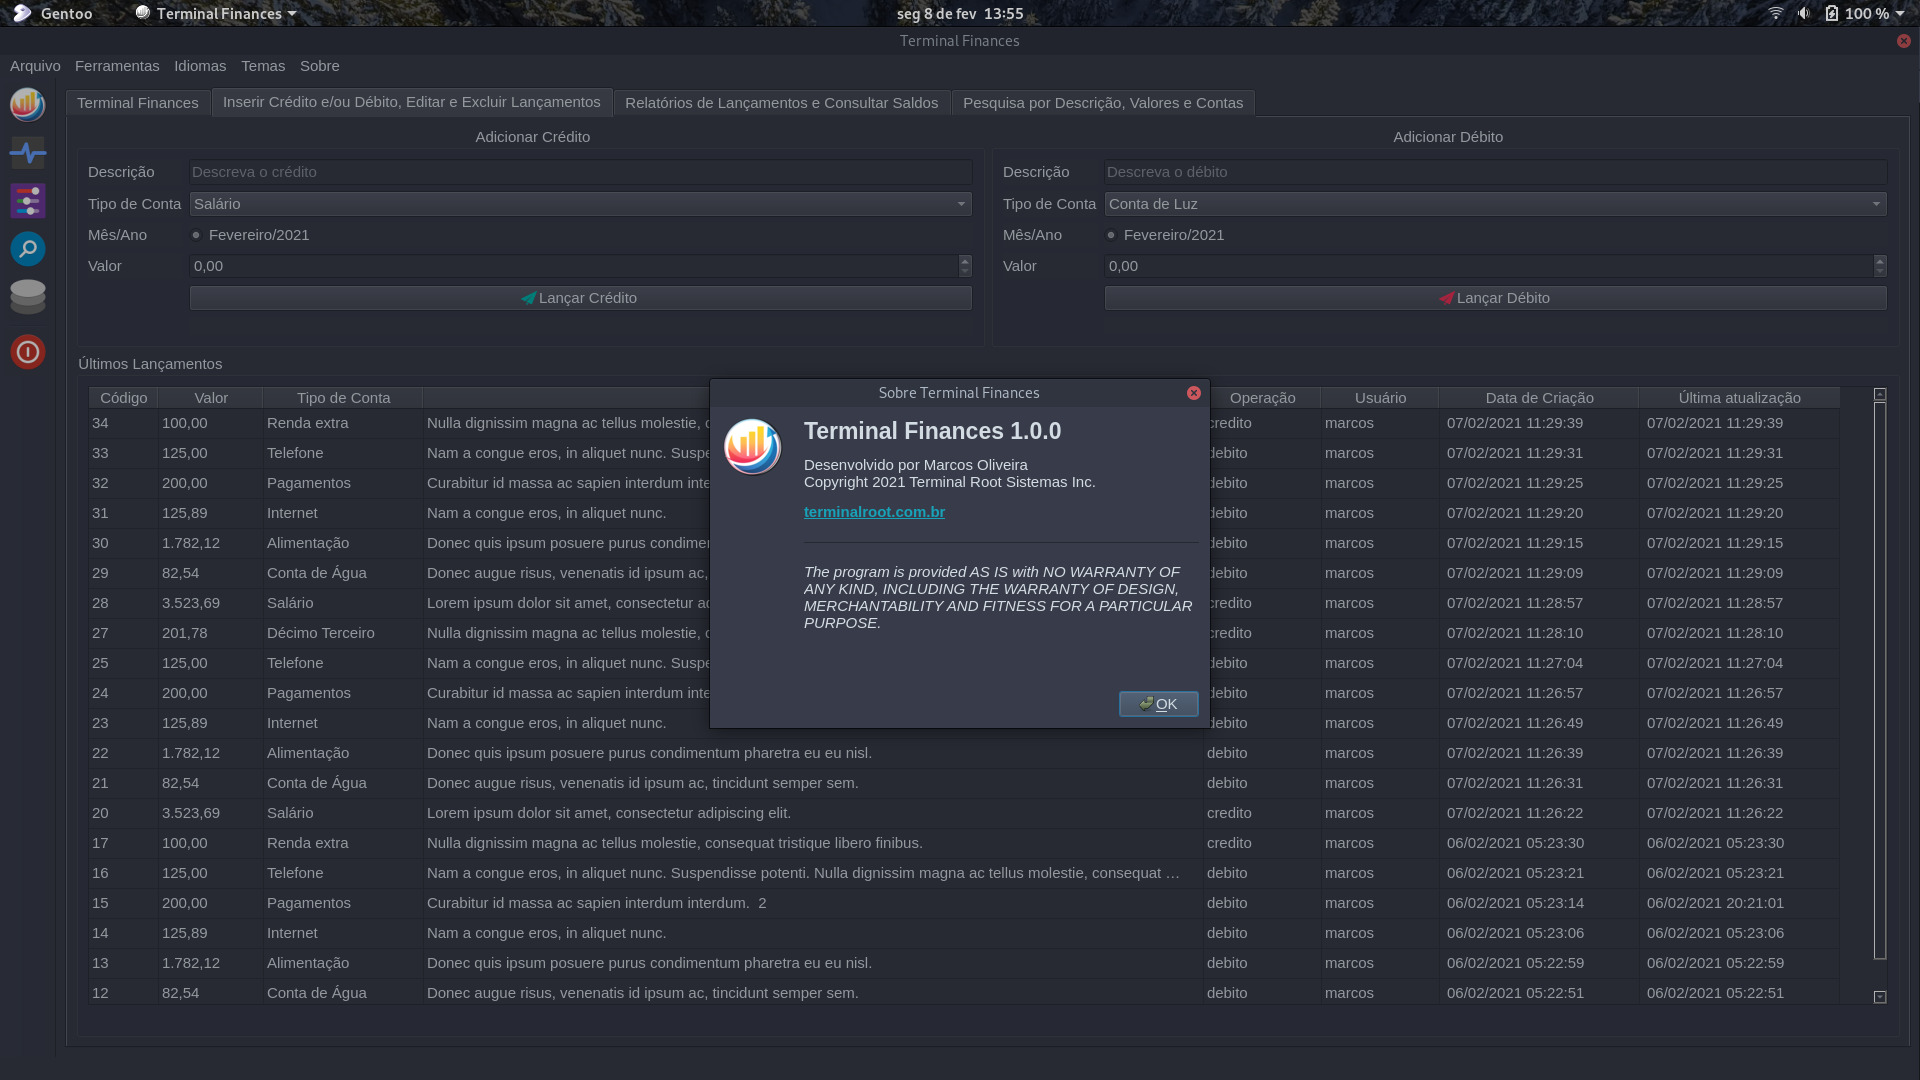 Gentoo Terminal Finances seg 8 de fev 13:55 100 %
Terminal Finances
Arquivo Ferramentas Idiomas Temas Sobre
Terminal Finances Inserir Crédito e/ou Débito, Editar e Excluir Lançamentos Relatórios de Lançamentos e Consultar Saldos Pesquisa por Descrição, Valores e Contas
Adicionar Crédito
Descrição Descreva o crédito
Tipo de Conta Salário
Mês/Ano Fevereiro/2021
Valor 0,00
Lançar Crédito
Adicionar Débito
Descrição Descreva o débito
Tipo de Conta Conta de Luz
Mês/Ano Fevereiro/2021
Valor 0,00
Lançar Débito
Últimos Lançamentos
Código Valor Tipo de Conta Operação Usuário Data de Criação Última atualização
34 100,00 Renda extra Nulla dignissim magna ac tellus molestie, credito marcos 07/02/2021 11:29:39 07/02/2021 11:29:39
33 125,00 Telefone Nam a congue eros, in aliquet nunc. Suspe debito marcos 07/02/2021 11:29:31 07/02/2021 11:29:31
32 200,00 Pagamentos Curabitur id massa ac sapien interdum inte debito marcos 07/02/2021 11:29:25 07/02/2021 11:29:25
31 125,89 Internet Nam a congue eros, in aliquet nunc. debito marcos 07/02/2021 11:29:20 07/02/2021 11:29:20
30 1.782,12 Alimentação Donec quis ipsum posuere purus condimen debito marcos 07/02/2021 11:29:15 07/02/2021 11:29:15
29 82,54 Conta de Água Donec augue risus, venenatis id ipsum ac, debito marcos 07/02/2021 11:29:09 07/02/2021 11:29:09
28 3.523,69 Salário Lorem ipsum dolor sit amet, consectetur ad credito marcos 07/02/2021 11:28:57 07/02/2021 11:28:57
27 201,78 Décimo Terceiro Nulla dignissim magna ac tellus molestie, credito marcos 07/02/2021 11:28:10 07/02/2021 11:28:10
25 125,00 Telefone Nam a congue eros, in aliquet nunc. Suspe debito marcos 07/02/2021 11:27:04 07/02/2021 11:27:04
24 200,00 Pagamentos Curabitur id massa ac sapien interdum inte debito marcos 07/02/2021 11:26:57 07/02/2021 11:26:57
23 125,89 Internet Nam a congue eros, in aliquet nunc. debito marcos 07/02/2021 11:26:49 07/02/2021 11:26:49
22 1.782,12 Alimentação Donec quis ipsum posuere purus condimentum pharetra eu eu nisl. debito marcos 07/02/2021 11:26:39 07/02/2021 11:26:39
21 82,54 Conta de Água Donec augue risus, venenatis id ipsum ac, tincidunt semper sem. debito marcos 07/02/2021 11:26:31 07/02/2021 11:26:31
20 3.523,69 Salário Lorem ipsum dolor sit amet, consectetur adipiscing elit. credito marcos 07/02/2021 11:26:22 07/02/2021 11:26:22
17 100,00 Renda extra Nulla dignissim magna ac tellus molestie, consequat tristique libero finibus. credito marcos 06/02/2021 05:23:30 06/02/2021 05:23:30
16 125,00 Telefone Nam a congue eros, in aliquet nunc. Suspendisse potenti. Nulla dignissim magna ac tellus molestie, consequat … debito marcos 06/02/2021 05:23:21 06/02/2021 05:23:21
15 200,00 Pagamentos Curabitur id massa ac sapien interdum interdum. 2 debito marcos 06/02/2021 05:23:14 06/02/2021 20:21:01
14 125,89 Internet Nam a congue eros, in aliquet nunc. debito marcos 06/02/2021 05:23:06 06/02/2021 05:23:06
13 1.782,12 Alimentação Donec quis ipsum posuere purus condimentum pharetra eu eu nisl. debito marcos 06/02/2021 05:22:59 06/02/2021 05:22:59
12 82,54 Conta de Água Donec augue risus, venenatis id ipsum ac, tincidunt semper sem. debito marcos 06/02/2021 05:22:51 06/02/2021 05:22:51
Sobre Terminal Finances
Terminal Finances 1.0.0
Desenvolvido por Marcos Oliveira
Copyright 2021 Terminal Root Sistemas Inc.
terminalroot.com.br
The program is provided AS IS with NO WARRANTY OF
ANY KIND, INCLUDING THE WARRANTY OF DESIGN,
MERCHANTABILITY AND FITNESS FOR A PARTICULAR
PURPOSE.
OK